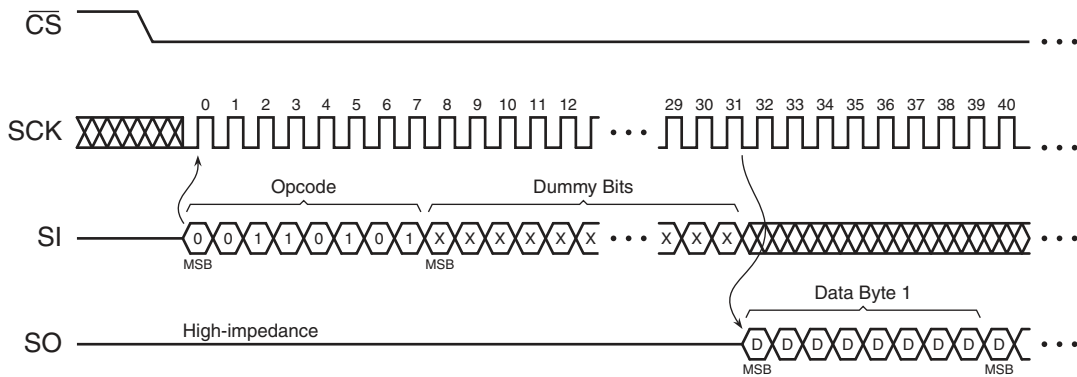 CS
0 1 2 3 4 5 6 7 8 9 10 11 12 29 30 31 32 33 34 35 36 37 38 39 40
SCK
Opcode Dummy Bits
SI 0 0 1 1 0 1 0 1 X X X X X X X X X
MSB MSB
Data Byte 1
High-impedance
SO D D D D D D D D D
MSB MSB